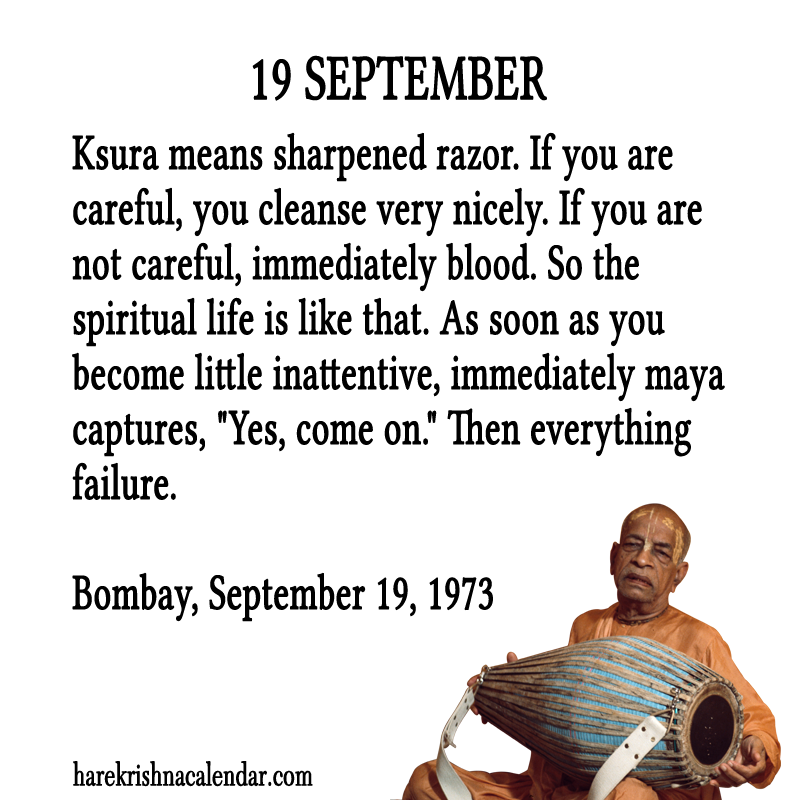 19 SEPTEMBER
Ksura means sharpened razor. If you are
careful, you cleanse very nicely. If you are
not careful, immediately blood. So the
spiritual life is like that. As soon as you
become little inattentive, immediately maya
captures, "Yes, come on." Then everything
failure.
Bombay, September 19, 1973
harekrishnacalendar.com